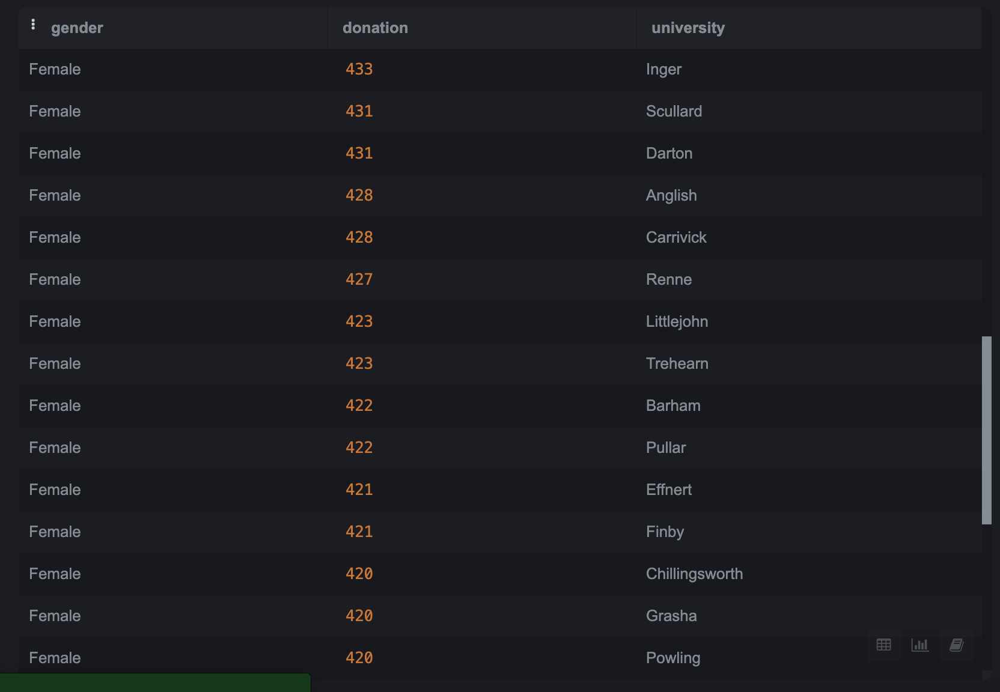 gender donation university
Female 433 Inger
Female 431 Scullard
Female 431 Darton
Female 428 Anglish
Female 428 Carrivick
Female 427 Renne
Female 423 Littlejohn
Female 423 Trehearn
Female 422 Barham
Female 422 Pullar
Female 421 Effnert
Female 421 Finby
Female 420 Chillingsworth
Female 420 Grasha
Female 420 Powling